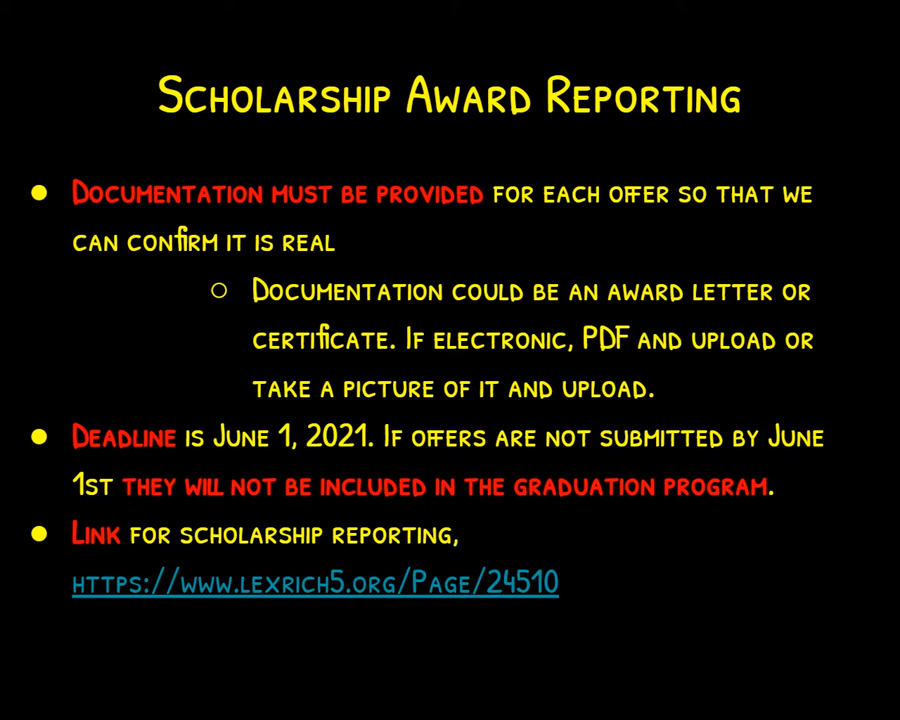 Scholarship Award Reporting
● Documentation must be provided for each offer so that we
can confirm it is real
○ Documentation could be an award letter or
certificate. If electronic, PDF and upload or
take a picture of it and upload.
● Deadline is June 1, 2021. If offers are not submitted by June
1st they will not be included in the graduation program.
● Link for scholarship reporting,
https://www.lexrich5.org/Page/24510